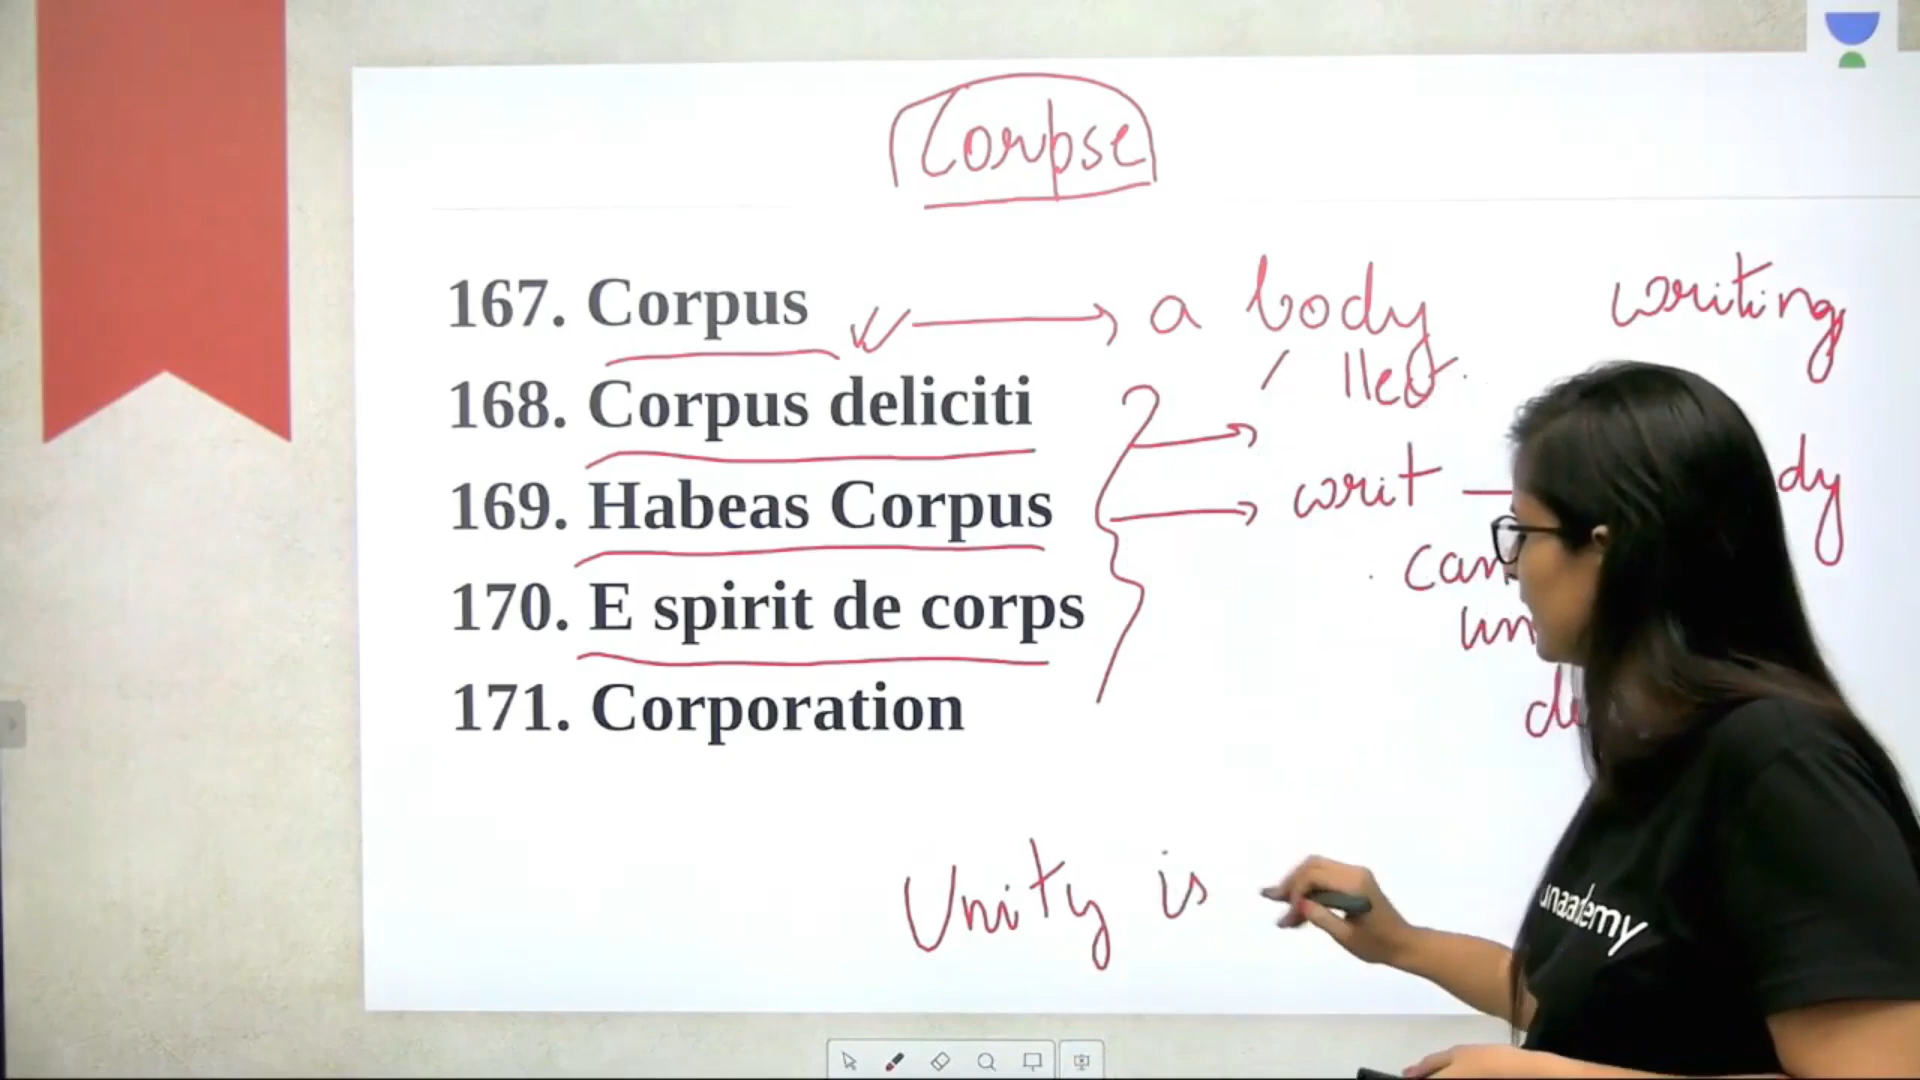 Corpse
167. Corpus a body writing
168. Corpus deliciti
169. Habeas Corpus writ dy
170. E spirit de corps
171. Corporation
Unity is
unacademy